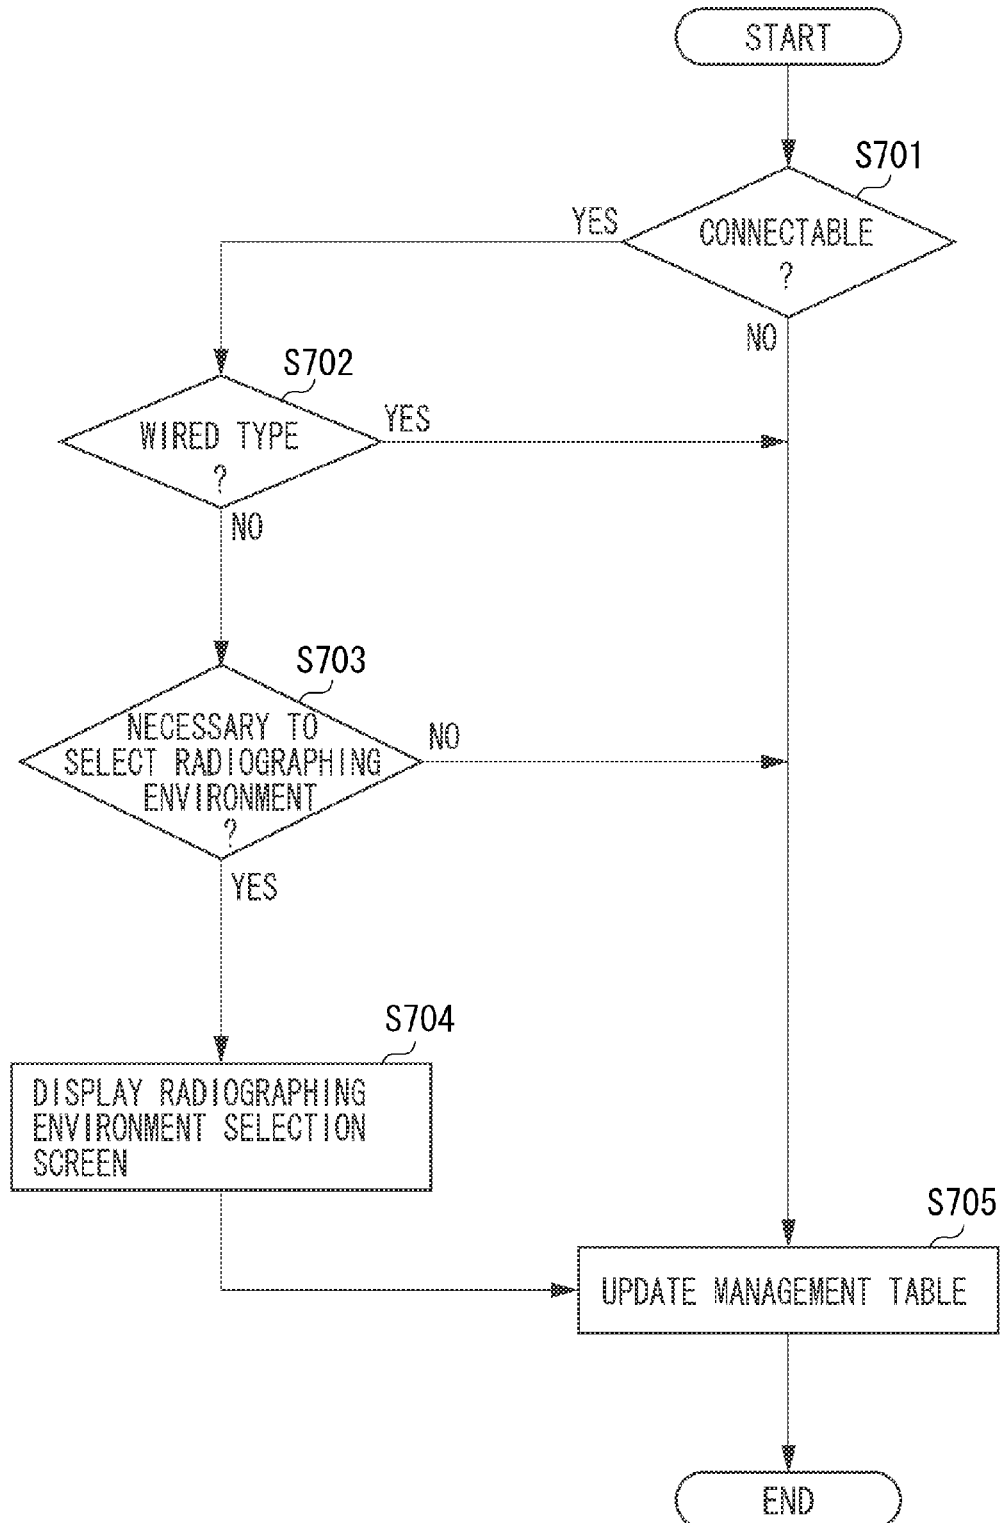 START
S701
YES
CONNECTABLE
?
NO
S702
YES
WIRED TYPE
?
NO
S703
NECESSARY TO
SELECT RADIOGRAPHING
ENVIRONMENT
?
NO
YES
S704
DISPLAY RADIOGRAPHING
ENVIRONMENT SELECTION
SCREEN
S705
UPDATE MANAGEMENT TABLE
END